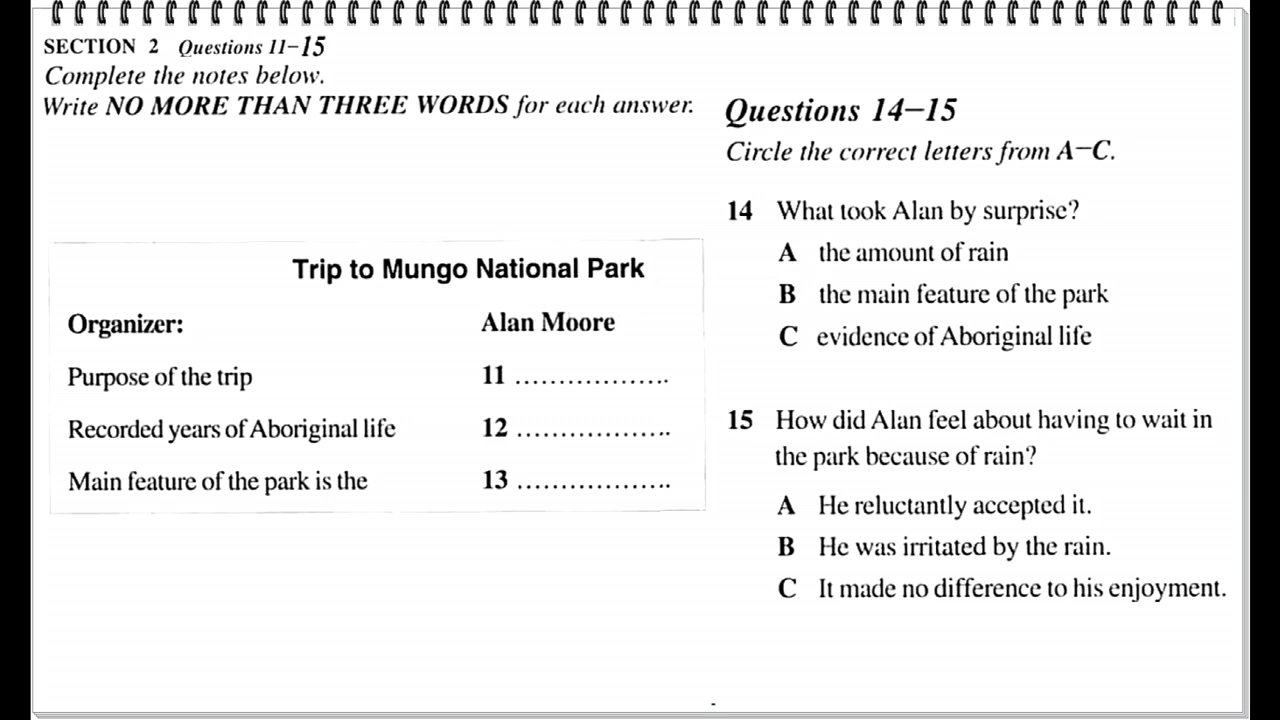 SECTION 2 Questions 11–15
Complete the notes below.
Write NO MORE THAN THREE WORDS for each answer.
Trip to Mungo National Park
Organizer: Alan Moore
Purpose of the trip 11 ..................
Recorded years of Aboriginal life 12 ..................
Main feature of the park is the 13 ..................
Questions 14–15
Circle the correct letters from A–C.
14 What took Alan by surprise?
A the amount of rain
B the main feature of the park
C evidence of Aboriginal life
15 How did Alan feel about having to wait in
the park because of rain?
A He reluctantly accepted it.
B He was irritated by the rain.
C It made no difference to his enjoyment.